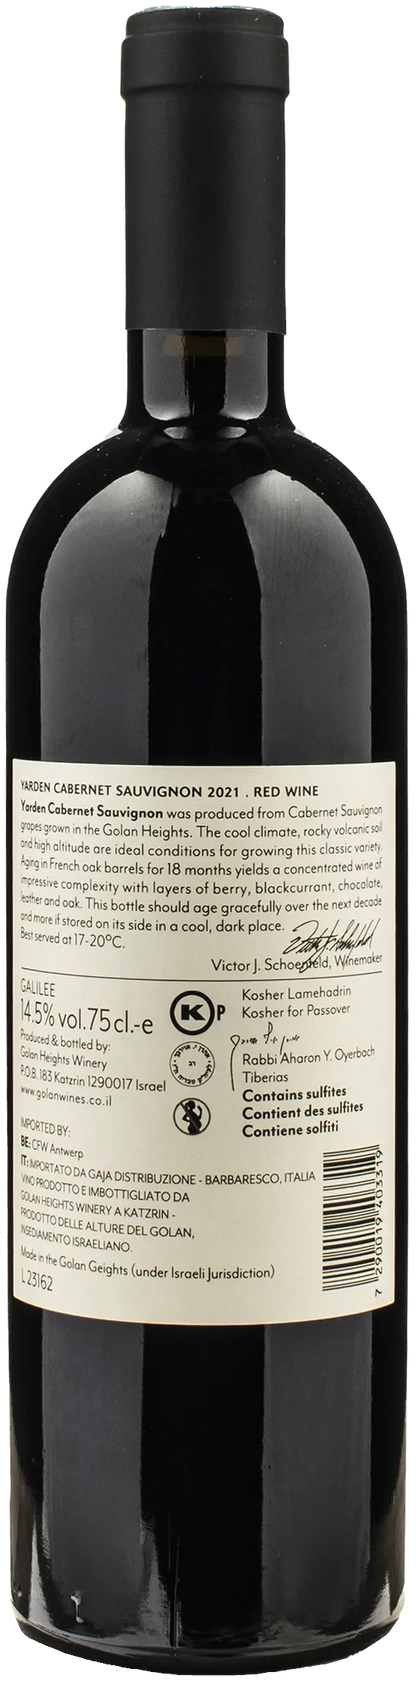 YARDEN CABERNET SAUVIGNON 2021 . RED WINE
Yarden Cabernet Sauvignon was produced from Cabernet Sauvignon
grapes grown in the Golan Heights. The cool climate, rocky volcanic soil
and high altitude are ideal conditions for growing this classic variety.
Aging in French oak barrels for 18 months yields a concentrated wine of
impressive complexity with layers of berry, blackcurrant, chocolate,
leather and oak. This bottle should age gracefully over the next decade
and more if stored on its side in a cool, dark place.
Best served at 17-20°C.
Victor J. Schoenfeld, Winemaker
GALILEE
14.5% vol.75cl.-e
Produced & bottled by:
Golan Heights Winery
P.O.B. 183 Katzrin 1290017 Israel
www.golanwines.co.il
K P
Kosher Lamehadrin
Kosher for Passover
Rabbi Aharon Y. Oyerbach
Tiberias
Contains sulfites
Contient des sulfites
Contiene solfiti
IMPORTED BY:
BE: CFW Antwerp
IT: IMPORTATO DA GAJA DISTRIBUZIONE - BARBARESCO, ITALIA
VINO PRODOTTO E IMBOTTIGLIATO DA
GOLAN HEIGHTS WINERY A KATZRIN -
PRODOTTO DELLE ALTURE DEL GOLAN,
INSEDIAMENTO ISRAELIANO.
Made in the Golan Geights (under Israeli Jurisdiction)
L 23162
7 290019 403319